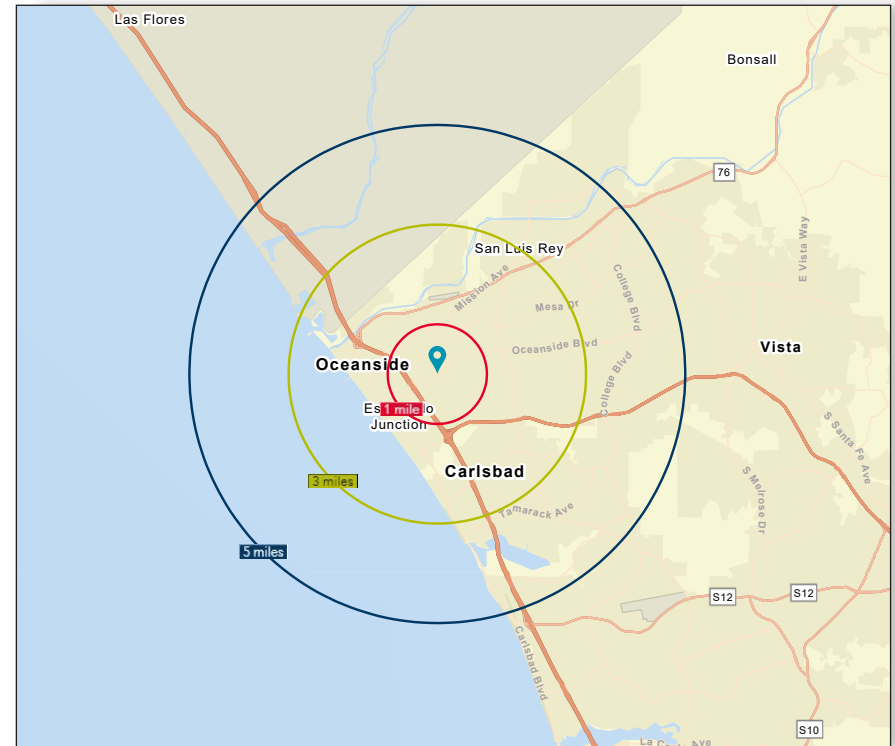 Las Flores
Bonsall
76
E Vista Way
San Luis Rey
Mission Ave
College Blvd
Mesa Dr
Oceanside Blvd
Vista
Oceanside
College Blvd
1 mile
Junction
Carlsbad
S Santa Fe Ave
3 miles
S Melrose Dr
Tamarack Ave
5 miles
S12
S12
Carlsbad Blvd
S10